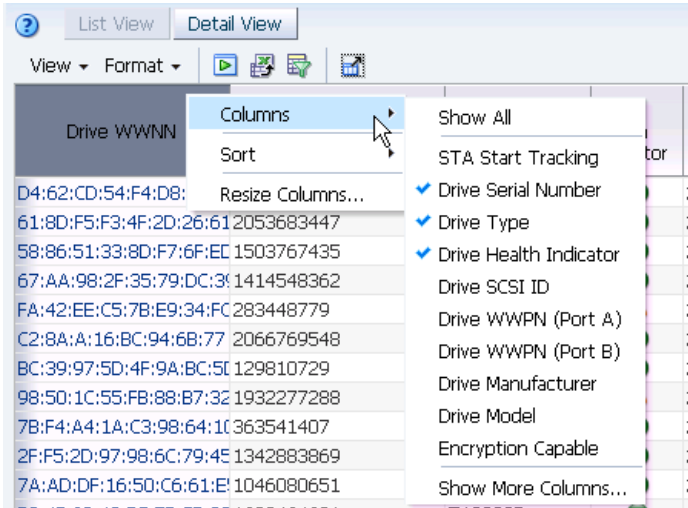 List View Detail View
View Format
Drive WWNN
Columns
Sort
Resize Columns...
Show All
STA Start Tracking
Drive Serial Number
Drive Type
Drive Health Indicator
Drive SCSI ID
Drive WWPN (Port A)
Drive WWPN (Port B)
Drive Manufacturer
Drive Model
Encryption Capable
Show More Columns...
tor
D4:62:CD:54:F4:D8:
61:8D:F5:F3:4F:2D:26:61 2053683447
58:86:51:33:8D:F7:6F:ED 1503767435
67:AA:98:2F:35:79:DC:39 1414548362
FA:42:EE:C5:7B:E9:34:FC 283448779
C2:8A:A:16:BC:94:6B:77 2066769548
BC:39:97:5D:4F:9A:BC:5D 129810729
98:50:1C:55:FB:88:B7:32 1932277288
7B:F4:A4:1A:C3:98:64:10 363541407
2F:F5:2D:97:98:6C:79:45 1342883869
7A:AD:DF:16:50:C6:61:E 1046080651